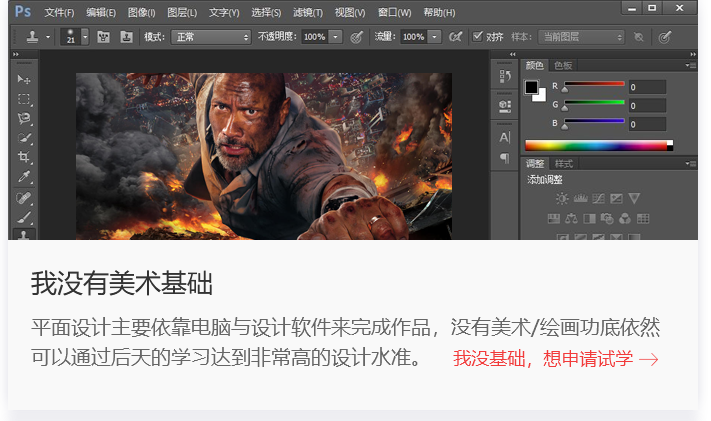 Ps 文件(F) 编辑(E) 图像(I) 图层(L) 文字(Y) 选择(S) 滤镜(T) 视图(V) 窗口(W) 帮助(H)
21 模式： 正常 不透明度： 100% 流量： 100% 对齐 样本： 当前图层
颜色 色板
R 0
G 0
B 0
调整 样式
添加调整
我没有美术基础
平面设计主要依靠电脑与设计软件来完成作品，没有美术/绘画功底依然
可以通过后天的学习达到非常高的设计水准。 我没基础，想申请试学